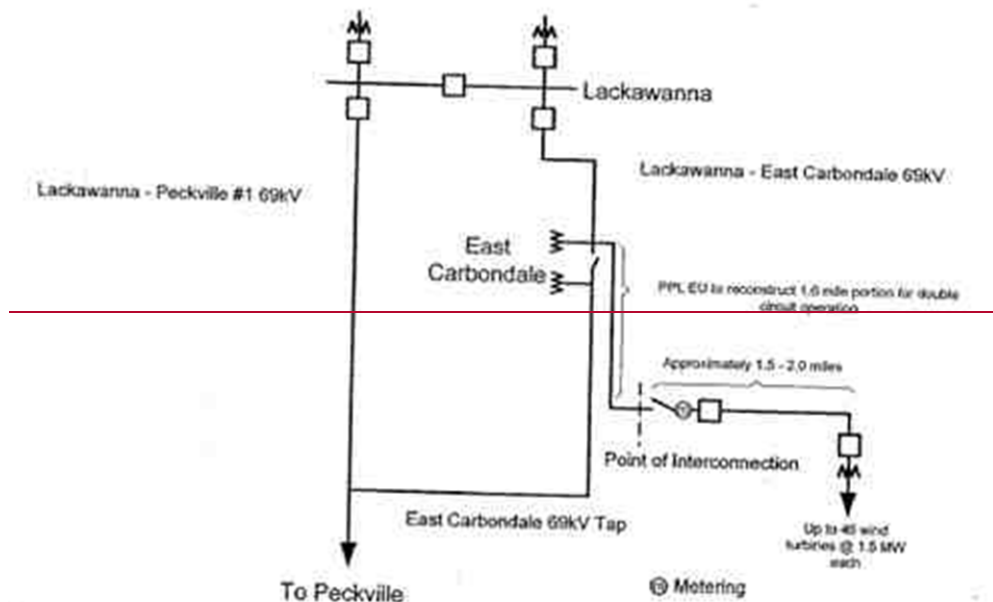 Lackawanna
Lackawanna - East Carbondale 69kV
Lackawanna - Peckville #1 69kV
East
Carbondale
PPL EU to reconstruct 1.6 mile portion for double
circuit operation
Approximately 1.5 - 2.0 miles
Point of Interconnection
East Carbondale 69kV Tap
Up to wind
turbines @ 1.5 MW
each
To Peckville
Metering